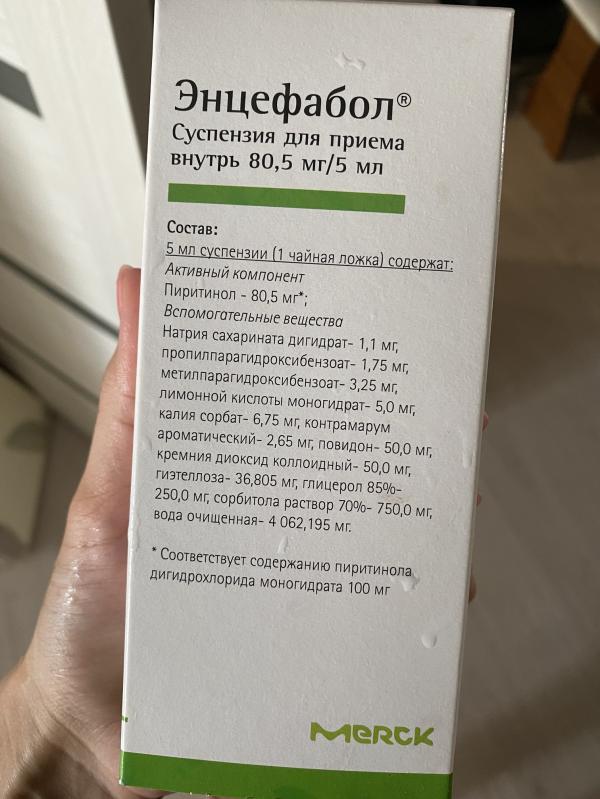 Энцефабол®
Суспензия для приема
внутрь 80,5 мг/5 мл
Состав:
5 мл суспензии (1 чайная ложка) содержат:
Активный компонент
Пиритинол - 80,5 мг*;
Вспомогательные вещества
Натрия сахарината дигидрат- 1,1 мг,
пропилпарагидроксибензоат- 1,75 мг,
метилпарагидроксибензоат- 3,25 мг,
лимонной кислоты моногидрат- 5,0 мг,
калия сорбат- 6,75 мг, контрамарум
ароматический- 2,65 мг, повидон- 50,0 мг,
кремния диоксид коллоидный- 50,0 мг,
гиэтеллоза- 36,805 мг, глицерол 85%-
250,0 мг, сорбитола раствор 70%- 750,0 мг,
вода очищенная- 4 062,195 мг.
* Соответствует содержанию пиритинола
дигидрохлорида моногидрата 100 мг
Merck